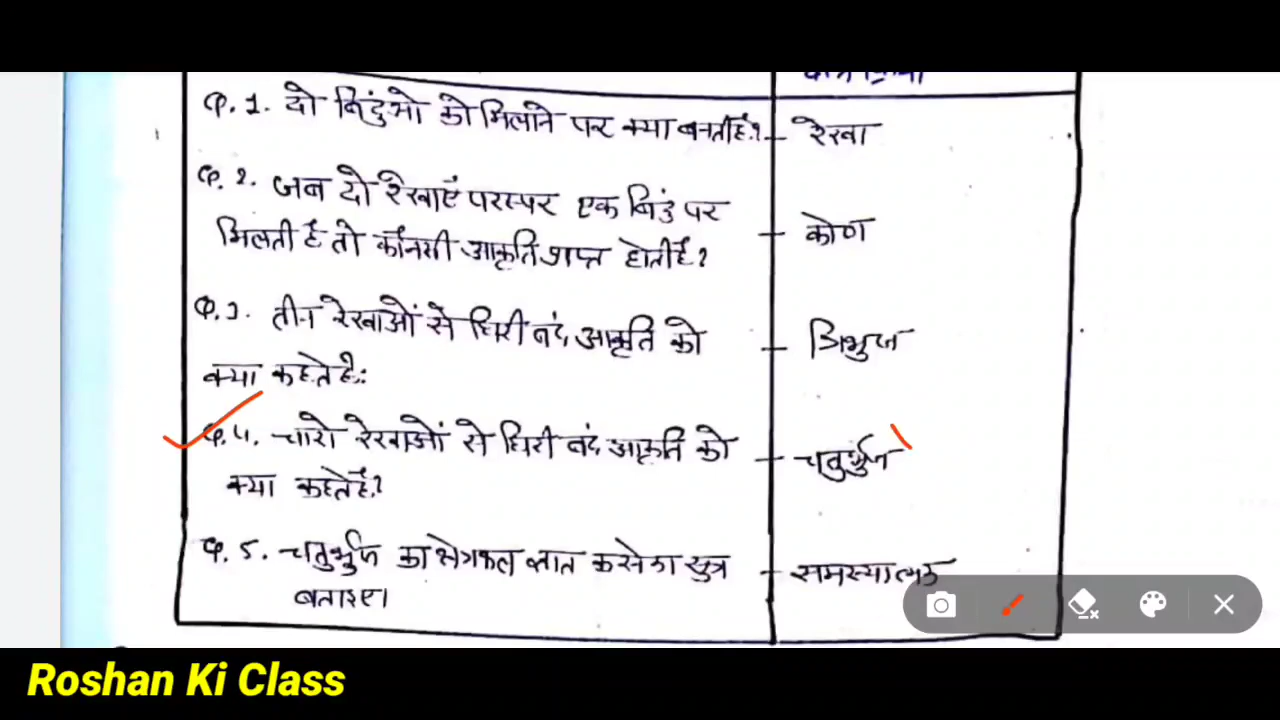 प्र.1. दो बिंदुओ को मिलाने पर क्या बनती है? - रेखा
प्र.2. जब दो रेखाएँ परस्पर एक बिंदु पर
मिलती है तो कौनसी आकृति प्राप्त होती है? - कोण
प्र.3. तीन रेखाओं से घिरी बंद आकृति को - त्रिभुज
क्या कहते है?
प्र.4. चारो रेखाओं से घिरी बंद आकृति को - चतुर्भुज
क्या कहते है?
प्र.5. चतुर्भुज का क्षेत्रफल ज्ञात करने का सूत्र - समस्यात्मक
बताइए।
Roshan Ki Class